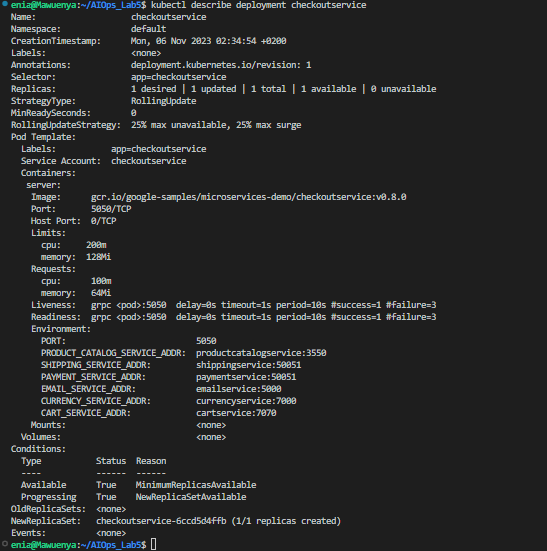 enia@Mawuenya:~/AIOps_Lab5$ kubectl describe deployment checkoutservice
Name:                   checkoutservice
Namespace:              default
CreationTimestamp:      Mon, 06 Nov 2023 02:34:54 +0200
Labels:                 <none>
Annotations:            deployment.kubernetes.io/revision: 1
Selector:               app=checkoutservice
Replicas:               1 desired | 1 updated | 1 total | 1 available | 0 unavailable
StrategyType:           RollingUpdate
MinReadySeconds:        0
RollingUpdateStrategy:  25% max unavailable, 25% max surge
Pod Template:
  Labels:           app=checkoutservice
  Service Account:  checkoutservice
  Containers:
   server:
    Image:      gcr.io/google-samples/microservices-demo/checkoutservice:v0.8.0
    Port:       5050/TCP
    Host Port:  0/TCP
    Limits:
      cpu:     200m
      memory:  128Mi
    Requests:
      cpu:      100m
      memory:   64Mi
    Liveness:   grpc <pod>:5050  delay=0s timeout=1s period=10s #success=1 #failure=3
    Readiness:  grpc <pod>:5050  delay=0s timeout=1s period=10s #success=1 #failure=3
    Environment:
      PORT:                          5050
      PRODUCT_CATALOG_SERVICE_ADDR:  productcatalogservice:3550
      SHIPPING_SERVICE_ADDR:         shippingservice:50051
      PAYMENT_SERVICE_ADDR:          paymentservice:50051
      EMAIL_SERVICE_ADDR:            emailservice:5000
      CURRENCY_SERVICE_ADDR:         currencyservice:7000
      CART_SERVICE_ADDR:             cartservice:7070
    Mounts:                          <none>
  Volumes:                           <none>
Conditions:
  Type           Status  Reason
  ----           ------  ------
  Available      True    MinimumReplicasAvailable
  Progressing    True    NewReplicaSetAvailable
OldReplicaSets:  <none>
NewReplicaSet:   checkoutservice-6ccd5d4ffb (1/1 replicas created)
Events:          <none>
enia@Mawuenya:~/AIOps_Lab5$